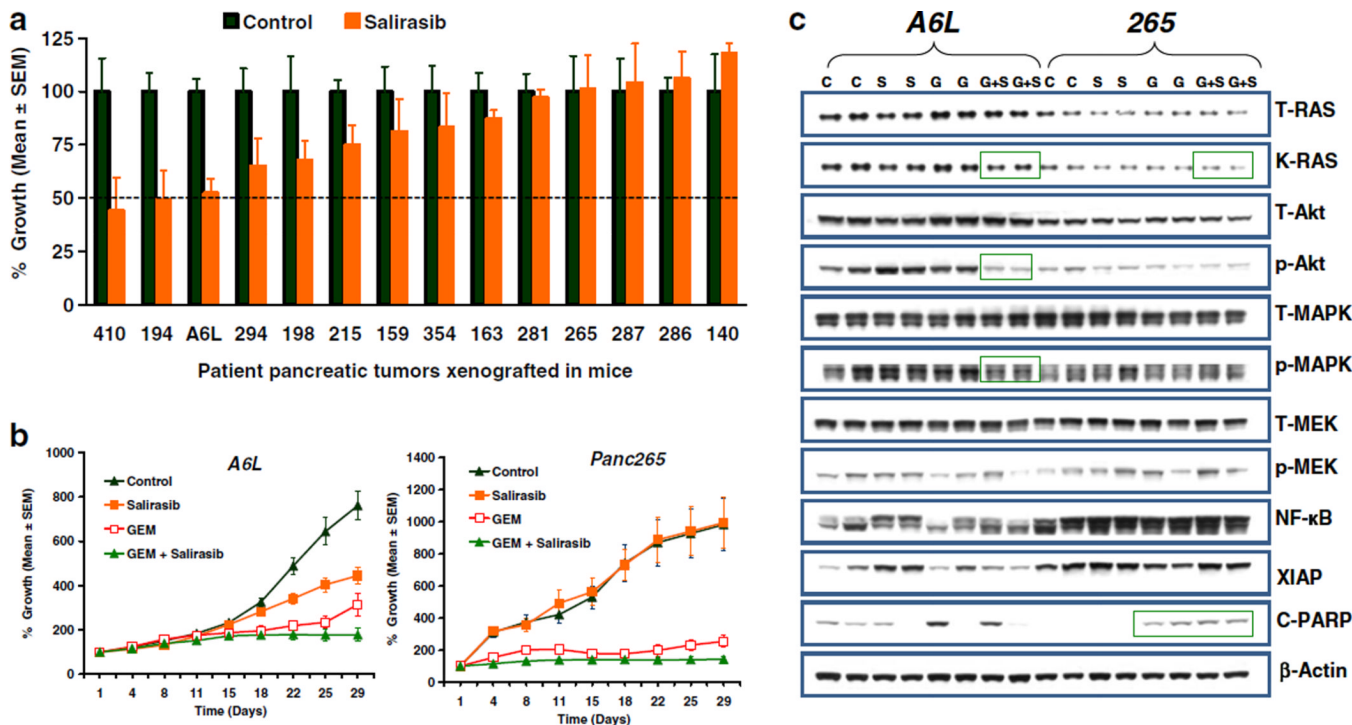 a
Control Salirasib
% Growth (Mean ± SEM)
125
100
75
50
25
0
410 194 A6L 294 198 215 159 354 163 281 265 287 286 140
Patient pancreatic tumors xenografted in mice
b
A6L
% Growth (Mean ± SEM)
1000
800
600
400
200
0
Control
Salirasib
GEM
GEM + Salirasib
1 4 8 11 15 18 22 25 29
Time (Days)
Panc265
% Growth (Mean ± SEM)
1400
1200
1000
800
600
400
200
0
Control
Salirasib
GEM
GEM + Salirasib
1 4 8 11 15 18 22 25 29
Time (Days)
c
A6L 265
C C S S G G G+S G+S C C S S G G G+S G+S
T-RAS
K-RAS
T-Akt
p-Akt
T-MAPK
p-MAPK
T-MEK
p-MEK
NF-κB
XIAP
C-PARP
β-Actin